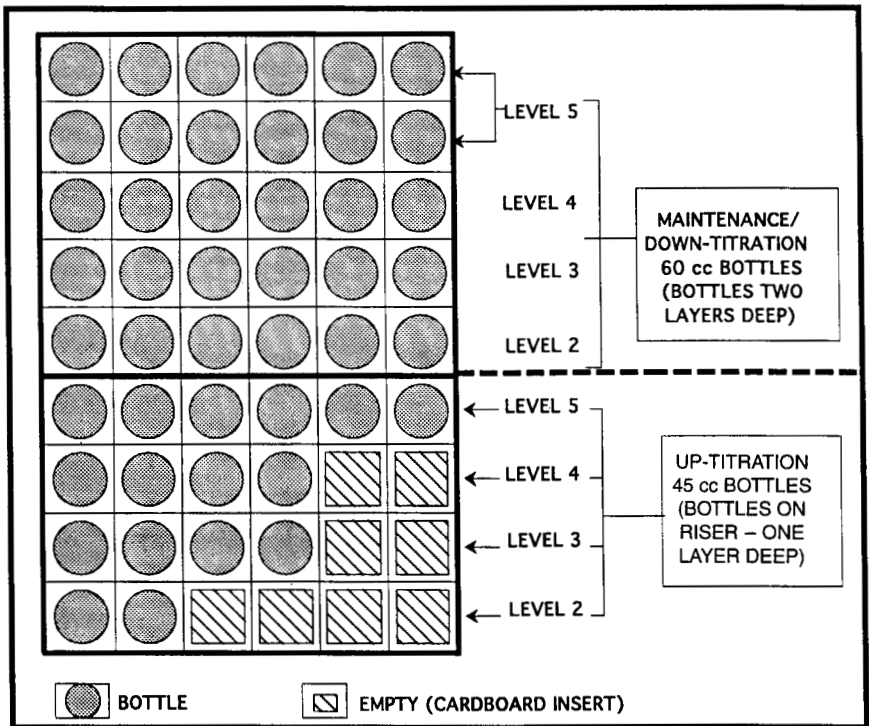 LEVEL 5
LEVEL 4
LEVEL 3
LEVEL 2
MAINTENANCE/
DOWN-TITRATION
60 cc BOTTLES
(BOTTLES TWO
LAYERS DEEP)
LEVEL 5
LEVEL 4
LEVEL 3
LEVEL 2
UP-TITRATION
45 cc BOTTLES
(BOTTLES ON
RISER – ONE
LAYER DEEP)
BOTTLE
EMPTY (CARDBOARD INSERT)